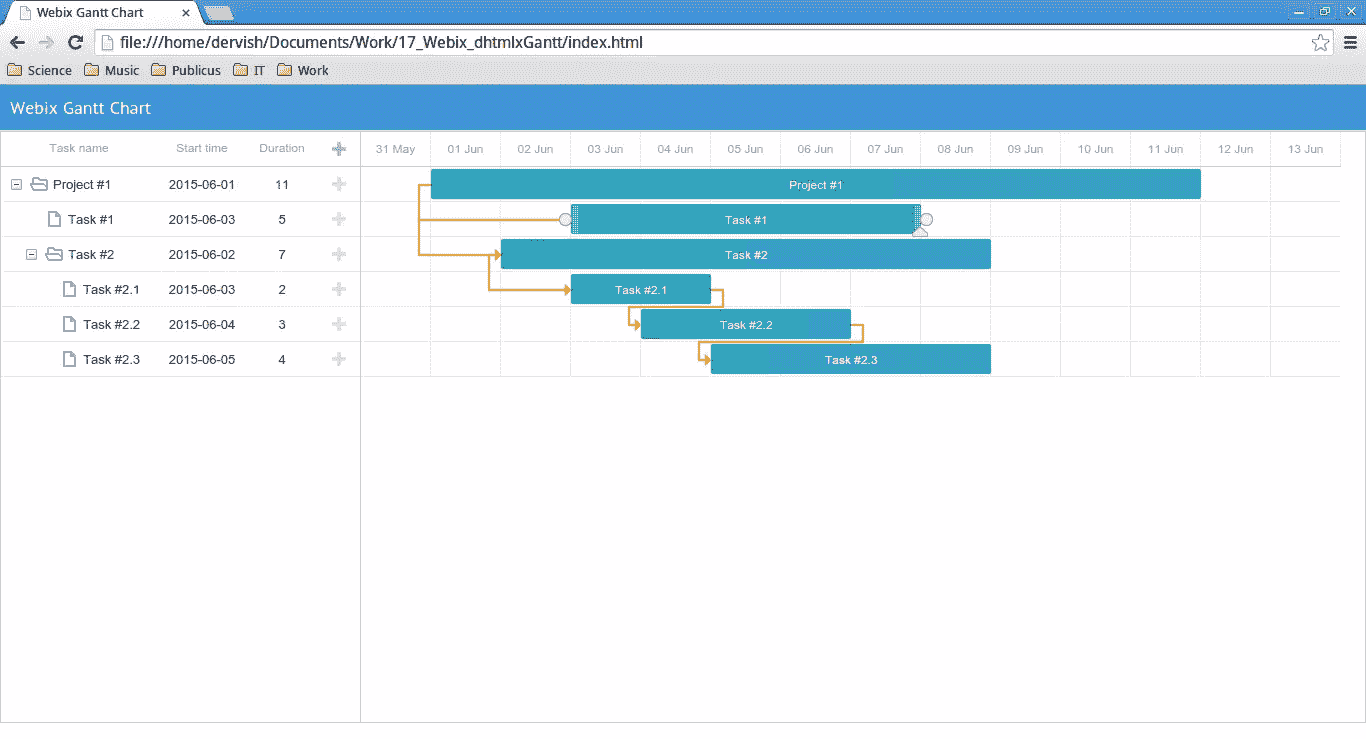 Webix Gantt Chart
file:///home/dervish/Documents/Work/17_Webix_dhtmlxGantt/index.html
Science Music Publicus IT Work
Webix Gantt Chart
Task name Start time Duration 31 May 01 Jun 02 Jun 03 Jun 04 Jun 05 Jun 06 Jun 07 Jun 08 Jun 09 Jun 10 Jun 11 Jun 12 Jun 13 Jun
Project #1 2015-06-01 11 Project #1
Task #1 2015-06-03 5 Task #1
Task #2 2015-06-02 7 Task #2
Task #2.1 2015-06-03 2 Task #2.1
Task #2.2 2015-06-04 3 Task #2.2
Task #2.3 2015-06-05 4 Task #2.3